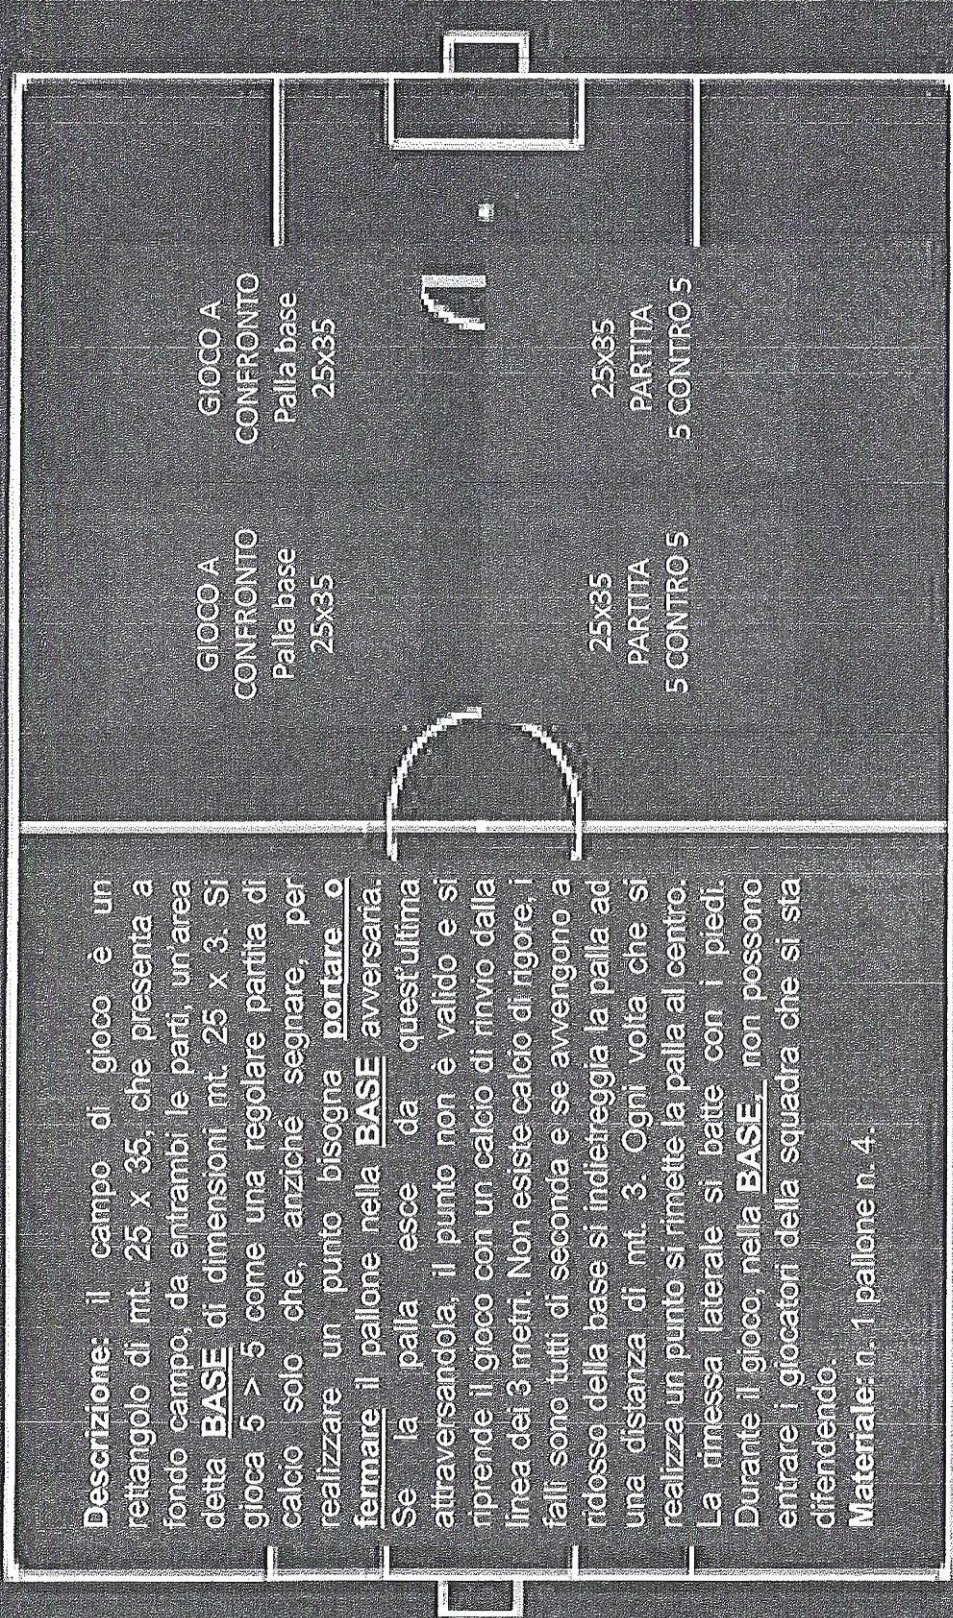 Descrizione: il campo di gioco è un
rettangolo di mt. 25 x 35, che presenta a
fondo campo, da entrambi le parti, un'area
detta BASE di dimensioni mt. 25 x 3. Si
gioca 5 > 5 come una regolare partita di
calcio solo che, anziché segnare, per
realizzare un punto bisogna portare o
fermare il pallone nella BASE avversaria.
Se la palla esce da quest'ultima
attraversandola, il punto non è valido e si
riprende il gioco con un calcio di rinvio dalla
linea dei 3 metri. Non esiste calcio di rigore, i
falli sono tutti di seconda e se avvengono a
ridosso della base si indietreggia la palla ad
una distanza di mt. 3. Ogni volta che si
realizza un punto si rimette la palla al centro.
La rimessa laterale si batte con i piedi.
Durante il gioco, nella BASE, non possono
entrare i giocatori della squadra che si sta
difendendo.
Materiale: n. 1 pallone n. 4.
GIOCO A
CONFRONTO
Palla base
25x35
GIOCO A
CONFRONTO
Palla base
25x35
25x35
PARTITA
5 CONTRO 5
25x35
PARTITA
5 CONTRO 5